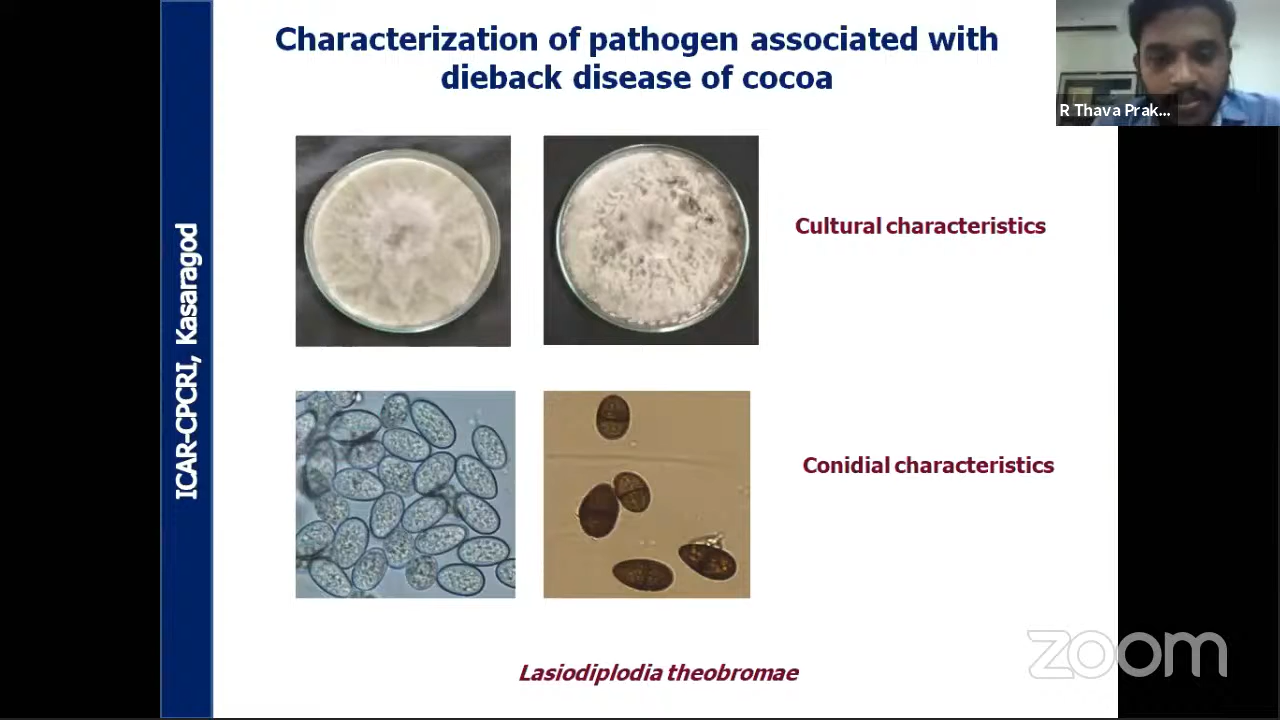 Characterization of pathogen associated with
dieback disease of cocoa
R Thava Prak...
ICAR-CPCRI, Kasaragod
Cultural characteristics
Conidial characteristics
Lasiodiplodia theobromae
zoom